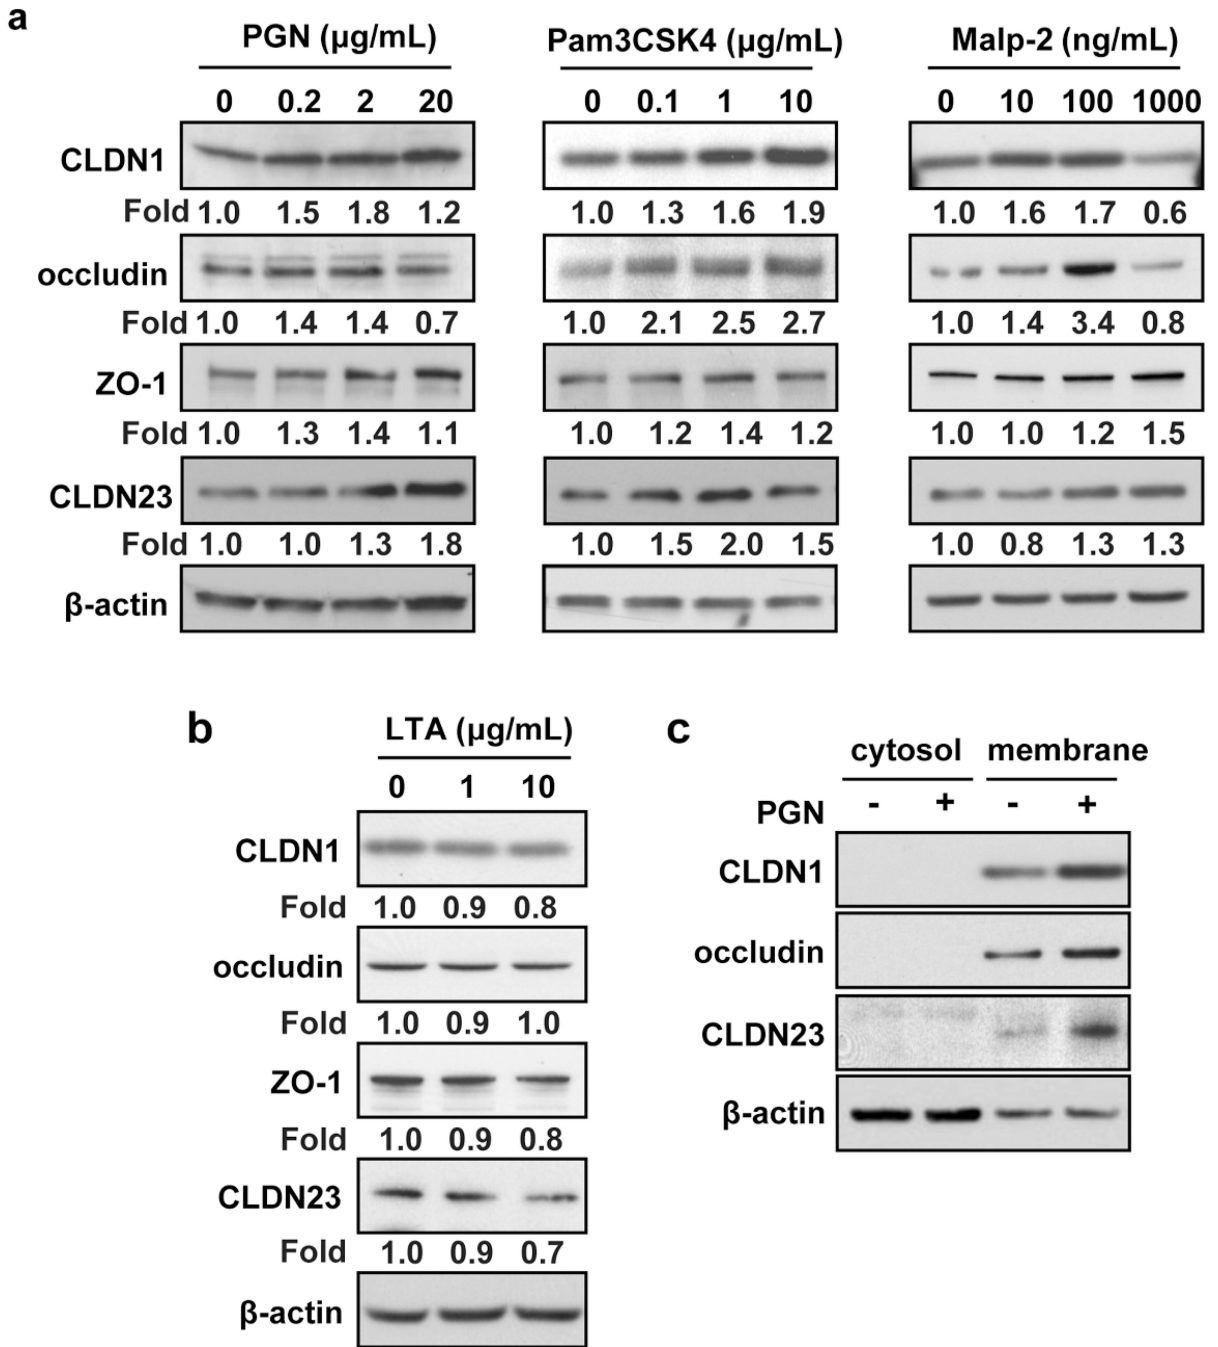 a
PGN (µg/mL) Pam3CSK4 (µg/mL) Malp-2 (ng/mL)
0 0.2 2 20 0 0.1 1 10 0 10 100 1000
CLDN1
Fold 1.0 1.5 1.8 1.2 1.0 1.3 1.6 1.9 1.0 1.6 1.7 0.6
occludin
Fold 1.0 1.4 1.4 0.7 1.0 2.1 2.5 2.7 1.0 1.4 3.4 0.8
ZO-1
Fold 1.0 1.3 1.4 1.1 1.0 1.2 1.4 1.2 1.0 1.0 1.2 1.5
CLDN23
Fold 1.0 1.0 1.3 1.8 1.0 1.5 2.0 1.5 1.0 0.8 1.3 1.3
β-actin
b
LTA (µg/mL)
0 1 10
CLDN1
Fold 1.0 0.9 0.8
occludin
Fold 1.0 0.9 1.0
ZO-1
Fold 1.0 0.9 0.8
CLDN23
Fold 1.0 0.9 0.7
β-actin
c
cytosol membrane
PGN - + - +
CLDN1
occludin
CLDN23
β-actin